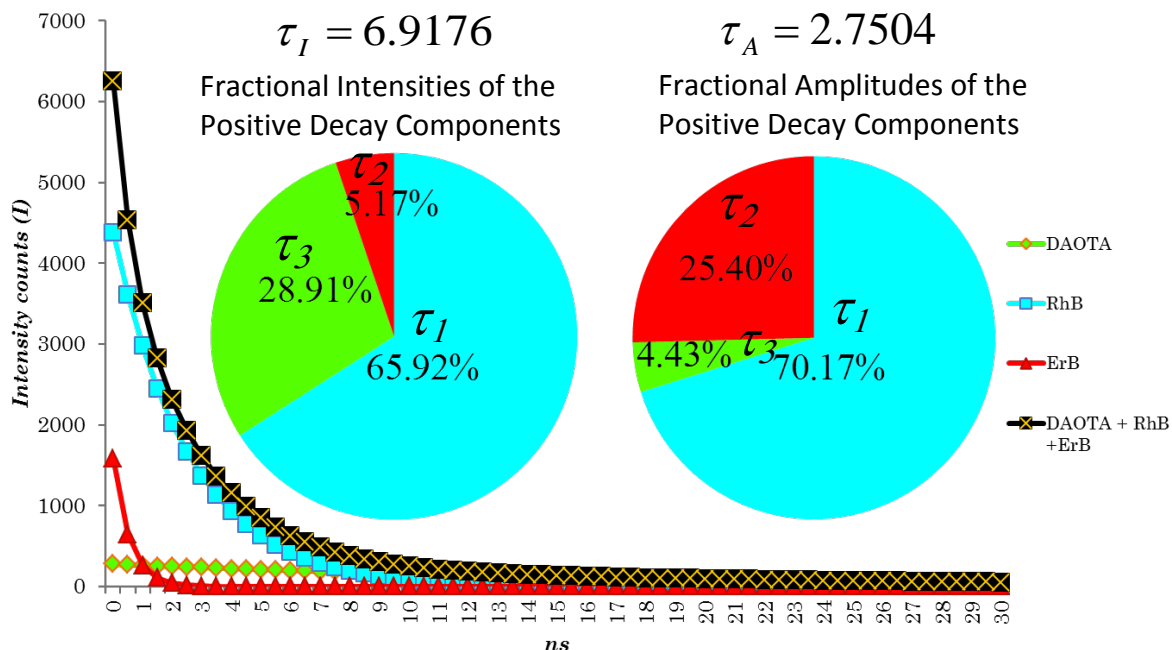 τI = 6.9176
τA = 2.7504
Fractional Intensities of the
Positive Decay Components
Fractional Amplitudes of the
Positive Decay Components
7000
6000
5000
4000
3000
2000
1000
0
Intensity counts (I)
τ2
5.17%
τ3
28.91%
τ1
65.92%
τ2
25.40%
τ3
4.43%
τ1
70.17%
DAOTA
RhB
ErB
DAOTA + RhB
+ErB
0 1 2 3 4 5 6 7 8 9 10 11 12 13 14 15 16 17 18 19 20 21 22 23 24 25 26 27 28 29 30
ns